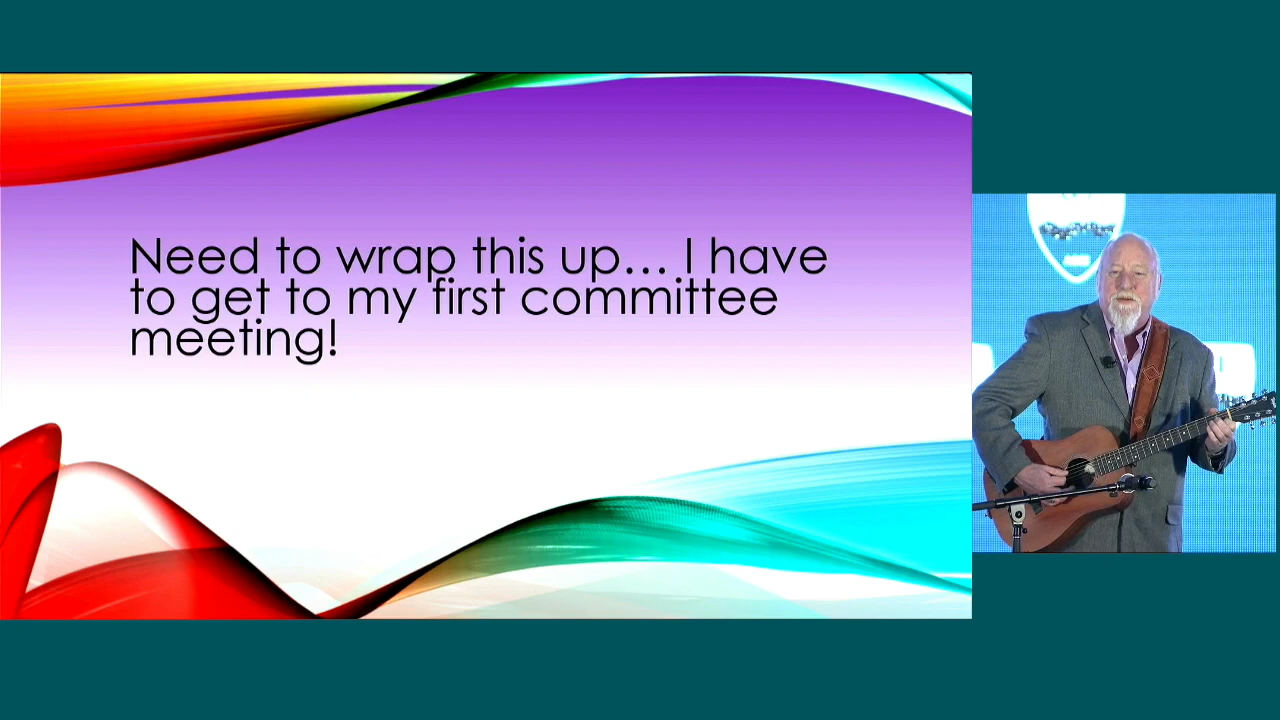 Need to wrap this up... I have
to get to my first committee
meeting!